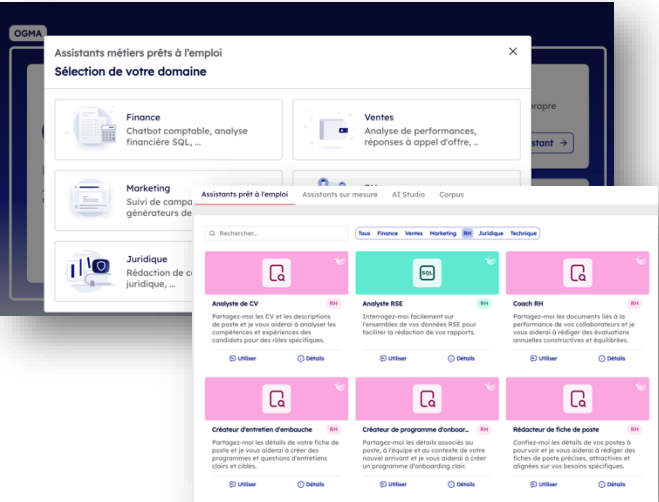 OGMA
Assistants métiers prêts à l'emploi
Sélection de votre domaine
Finance
Chatbot comptable, analyse
financière SQL, ...
Ventes
Analyse de performances,
réponses à appel d'offre, ..
Marketing
Suivi de campa
générateurs de
Juridique
Rédaction de c
juridique, ...
ropre
stant →
Assistants prêt à l'emploi
Assistants sur mesure
AI Studio
Corpus
Rechercher...
Tous Finance Ventes Marketing RH Juridique Technique
SQL
Analyste de CV
RH
Partagez-moi les CV et les descriptions
de poste et je vous aiderai à analyser les
compétences et expériences des
candidats pour des rôles spécifiques.
Utiliser
Détails
Analyste RSE
RH
Interrogez-moi facilement sur
l'ensembles de vos données RSE pour
faciliter la rédaction de vos rapports.
Utiliser
Détails
Coach RH
RH
Partagez-moi les documents liés à la
performance de vos collaborateurs et je
vous aiderai à rédiger des évaluations
annuelles constructives et équilibrées.
Utiliser
Détails
Créateur d'entretien d'embauche
RH
Partagez-moi les détails de votre fiche de
poste et je vous aiderai à créer des
programmes et questions d'entretiens
clairs et ciblés.
Utiliser
Détails
Créateur de programme d'onboar...
RH
Partagez-moi les détails associés au
poste, à l'équipe et au contexte de votre
nouvel arrivant et je vous aiderai à créer
un programme d'onboarding clair.
Utiliser
Détails
Rédacteur de fiche de poste
RH
Confiez-moi les détails de vos postes à
pourvoir et je vous aiderai à rédiger des
fiches de poste précises, attractives et
alignées sur vos besoins spécifiques.
Utiliser
Détails